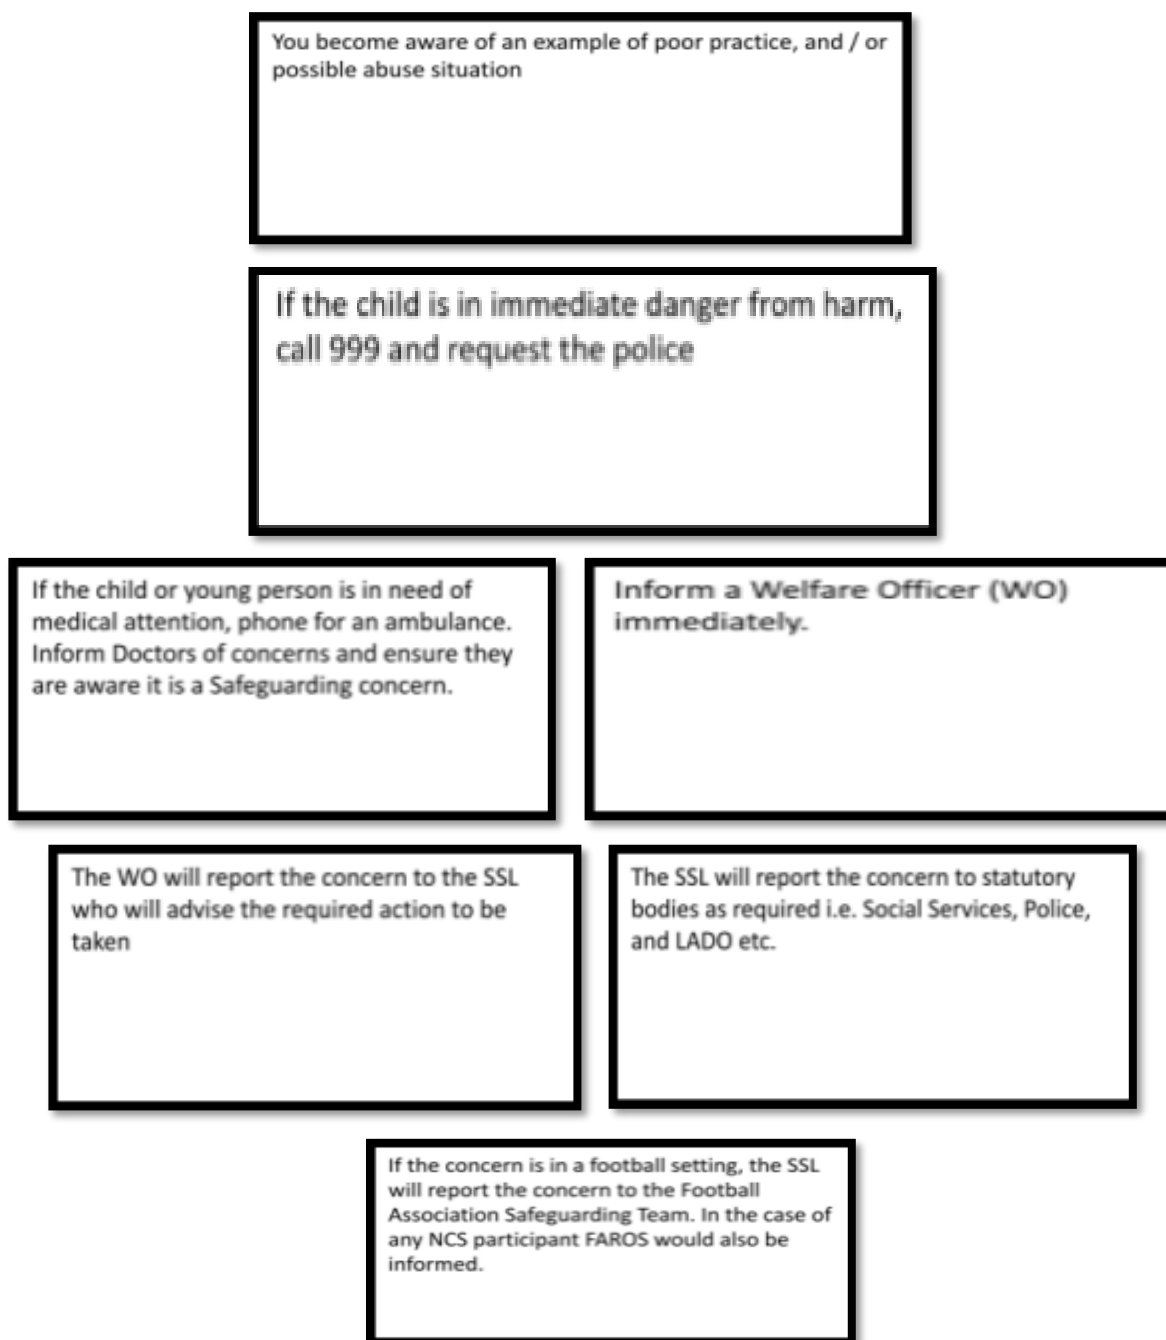 You become aware of an example of poor practice, and / or
possible abuse situation
If the child is in immediate danger from harm,
call 999 and request the police
If the child or young person is in need of
medical attention, phone for an ambulance.
Inform Doctors of concerns and ensure they
are aware it is a Safeguarding concern.
Inform a Welfare Officer (WO)
immediately.
The WO will report the concern to the SSL
who will advise the required action to be
taken
The SSL will report the concern to statutory
bodies as required i.e. Social Services, Police,
and LADO etc.
If the concern is in a football setting, the SSL
will report the concern to the Football
Association Safeguarding Team. In the case of
any NCS participant FAROS would also be
informed.